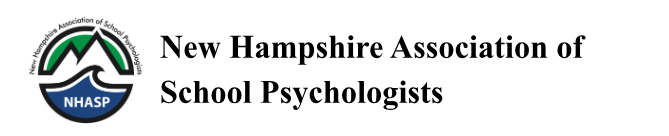 New Hampshire Association of School Psychologists
NHASP
New Hampshire Association of
School Psychologists